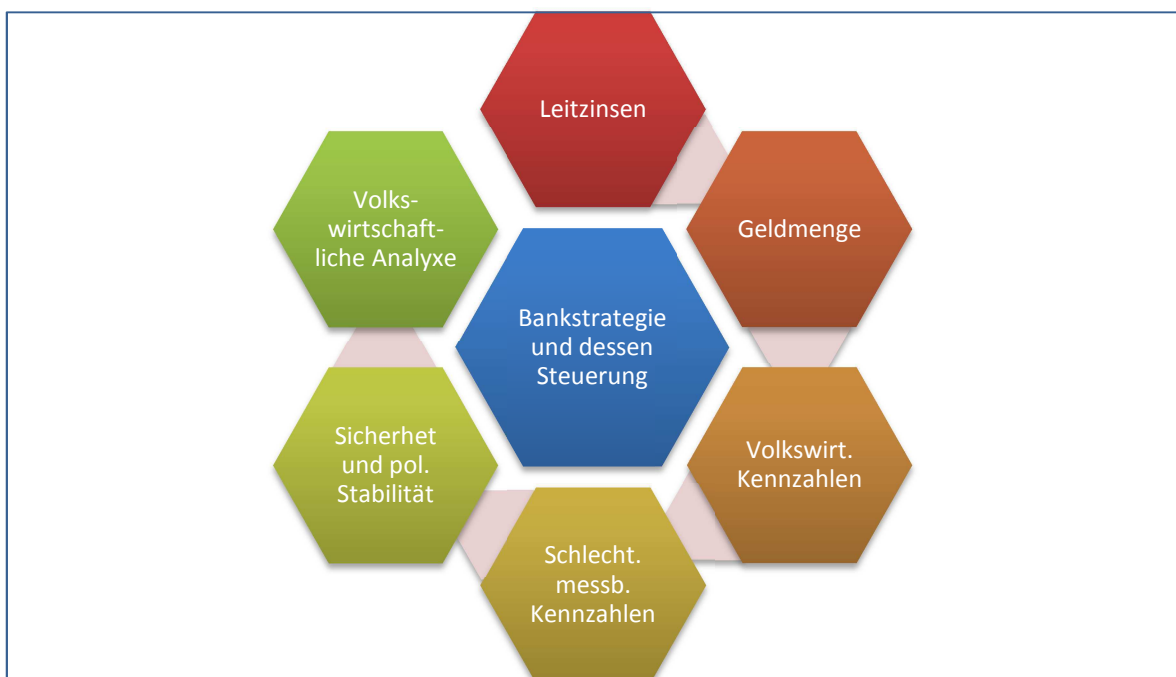 Leitzinsen
Geldmenge
Volkswirt.
Kennzahlen
Schlecht.
messb.
Kennzahlen
Sicherhet
und pol.
Stabilität
Volks-
wirtschaft-
liche Analyxe
Bankstrategie
und dessen
Steuerung